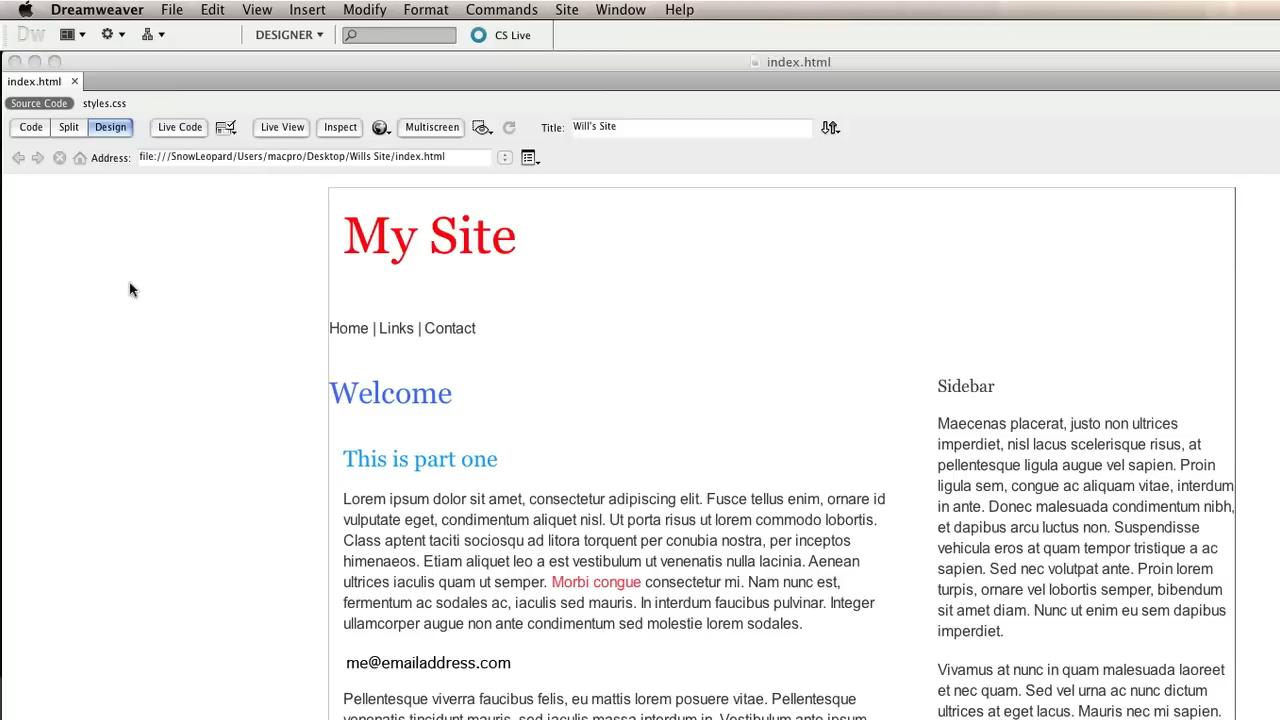 Dreamweaver File Edit View Insert Modify Format Commands Site Window Help
Dw DESIGNER CS Live
index.html
index.html
Source Code styles.css
Code Split Design Live Code Live View Inspect Multiscreen Title: Will's Site
Address: file:///SnowLeopard/Users/macpro/Desktop/Wills Site/index.html
My Site
Home | Links | Contact
Welcome
This is part one
Lorem ipsum dolor sit amet, consectetur adipiscing elit. Fusce tellus enim, ornare id
vulputate eget, condimentum aliquet nisl. Ut porta risus ut lorem commodo lobortis.
Class aptent taciti sociosqu ad litora torquent per conubia nostra, per inceptos
himenaeos. Etiam aliquet leo a est vestibulum ut venenatis nulla lacinia. Aenean
ultrices iaculis quam ut semper. Morbi congue consectetur mi. Nam nunc est,
fermentum ac sodales ac, iaculis sed mauris. In interdum faucibus pulvinar. Integer
ullamcorper augue non ante condimentum sed molestie lorem sodales.
me@emailaddress.com
Pellentesque viverra faucibus felis, eu mattis lorem posuere vitae. Pellentesque
venenatis tincidunt mauris, sed iaculis massa interdum in. Vestibulum ante ipsum
Sidebar
Maecenas placerat, justo non ultrices
imperdiet, nisl lacus scelerisque risus, at
pellentesque ligula augue vel sapien. Proin
ligula sem, congue ac aliquam vitae, interdum
in ante. Donec malesuada condimentum nibh,
et dapibus arcu luctus non. Suspendisse
vehicula eros at quam tempor tristique a ac
sapien. Sed nec volutpat ante. Proin lorem
turpis, ornare vel lobortis semper, bibendum
sit amet diam. Nunc ut enim eu sem dapibus
imperdiet.
Vivamus at nunc in quam malesuada laoreet
et nec quam. Sed vel urna ac nunc dictum
ultrices at eget lacus. Mauris nec mi sapien.